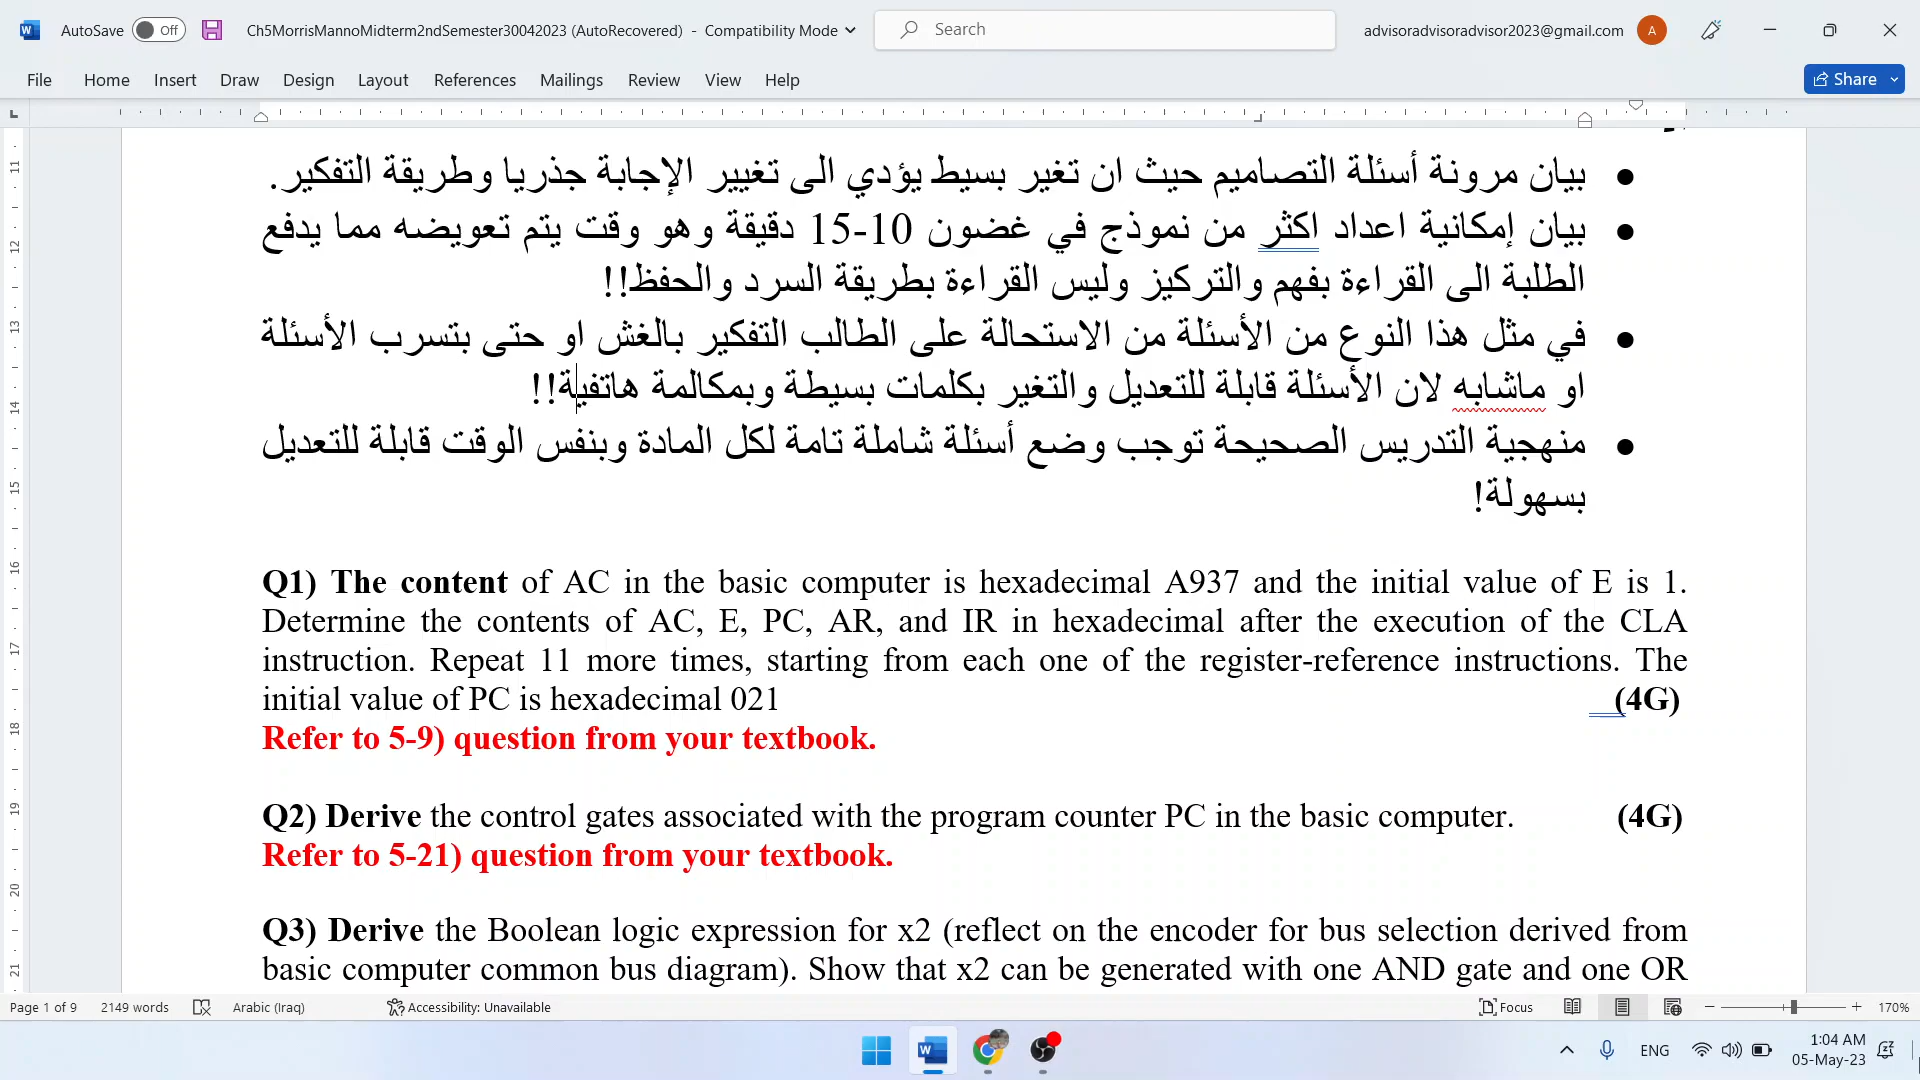 AutoSave Off Ch5MorrisMannoMidterm2ndSemester30042023 (AutoRecovered) - Compatibility Mode Search advisoradvisoradvisor2023@gmail.com A
File Home Insert Draw Design Layout References Mailings Review View Help Share
بيان مرونة أسئلة التصاميم حيث ان تغير بسيط يؤدي الى تغيير الإجابة جذريا وطريقة التفكير.
بيان إمكانية اعداد اكثر من نموذج في غضون 10-15 دقيقة وهو وقت يتم تعويضه مما يدفع
الطلبة الى القراءة بفهم والتركيز وليس القراءة بطريقة السرد والحفظ!!
في مثل هذا النوع من الأسئلة من الاستحالة على الطالب التفكير بالغش او حتى بتسرب الأسئلة
او ماشابه لان الأسئلة قابلة للتعديل والتغير بكلمات بسيطة وبمكالمة هاتفية!!
منهجية التدريس الصحيحة توجب وضع أسئلة شاملة تامة لكل المادة وبنفس الوقت قابلة للتعديل
بسهولة!
Q1) The content of AC in the basic computer is hexadecimal A937 and the initial value of E is 1.
Determine the contents of AC, E, PC, AR, and IR in hexadecimal after the execution of the CLA
instruction. Repeat 11 more times, starting from each one of the register-reference instructions. The
initial value of PC is hexadecimal 021 (4G)
Refer to 5-9) question from your textbook.
Q2) Derive the control gates associated with the program counter PC in the basic computer. (4G)
Refer to 5-21) question from your textbook.
Q3) Derive the Boolean logic expression for x2 (reflect on the encoder for bus selection derived from
basic computer common bus diagram). Show that x2 can be generated with one AND gate and one OR
Page 1 of 9 2149 words Arabic (Iraq) Accessibility: Unavailable Focus 170%
ENG 1:04 AM
05-May-23
11
12
13
14
15
16
17
18
19
20
21